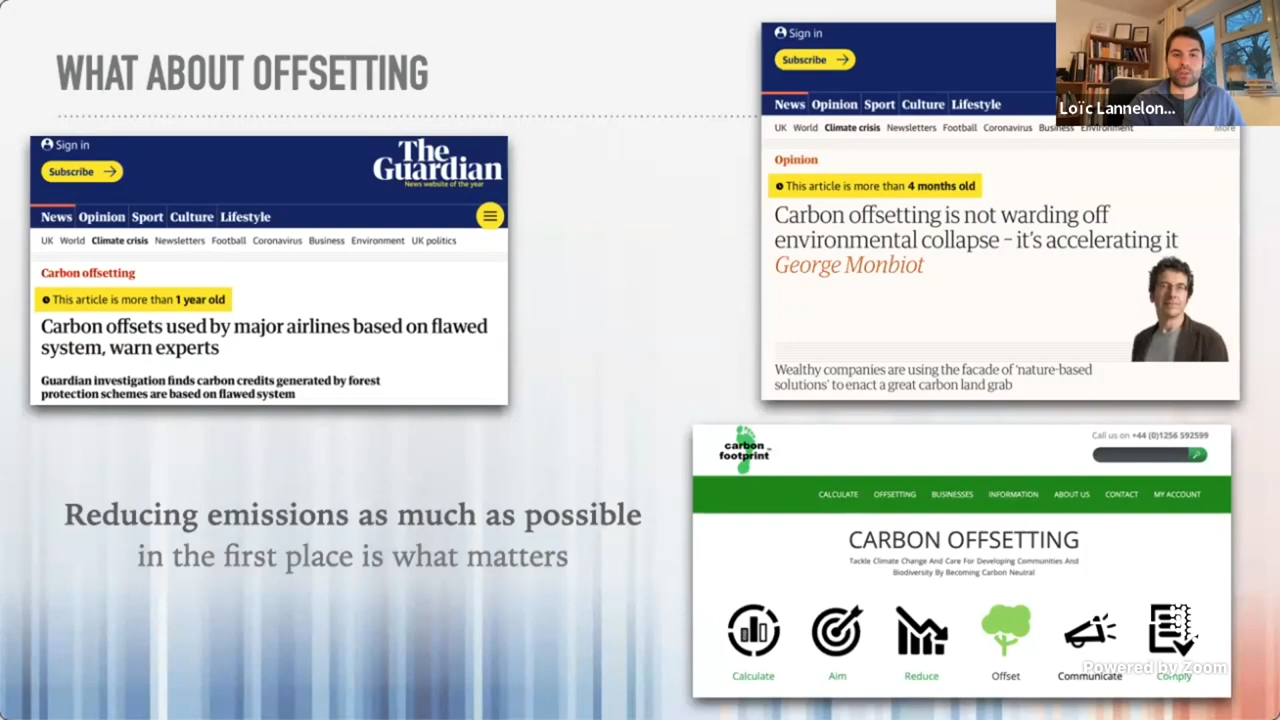 WHAT ABOUT OFFSETTING
Sign in
Subscribe
The
Guardian
News website of the year
News Opinion Sport Culture Lifestyle
UK World Climate crisis Newsletters Football Coronavirus Business Environment UK politics
Carbon offsetting
This article is more than 1 year old
Carbon offsets used by major airlines based on flawed
system, warn experts
Guardian investigation finds carbon credits generated by forest
protection schemes are based on flawed system
Reducing emissions as much as possible
in the first place is what matters
Sign in
Subscribe
News Opinion Sport Culture Lifestyle
UK World Climate crisis Newsletters Football Coronavirus Business Environment More
Opinion
This article is more than 4 months old
Carbon offsetting is not warding off
environmental collapse – it's accelerating it
George Monbiot
Wealthy companies are using the facade of 'nature-based
solutions' to enact a great carbon land grab
Loïc Lannelon...
carbon
footprint
Call us on +44 (0)1256 592599
CALCULATE OFFSETTING BUSINESSES INFORMATION ABOUT US CONTACT MY ACCOUNT
CARBON OFFSETTING
Tackle Climate Change And Care For Developing Communities And
Biodiversity By Becoming Carbon Neutral
Calculate Aim Reduce Offset Communicate Comply
Powered by Zoom